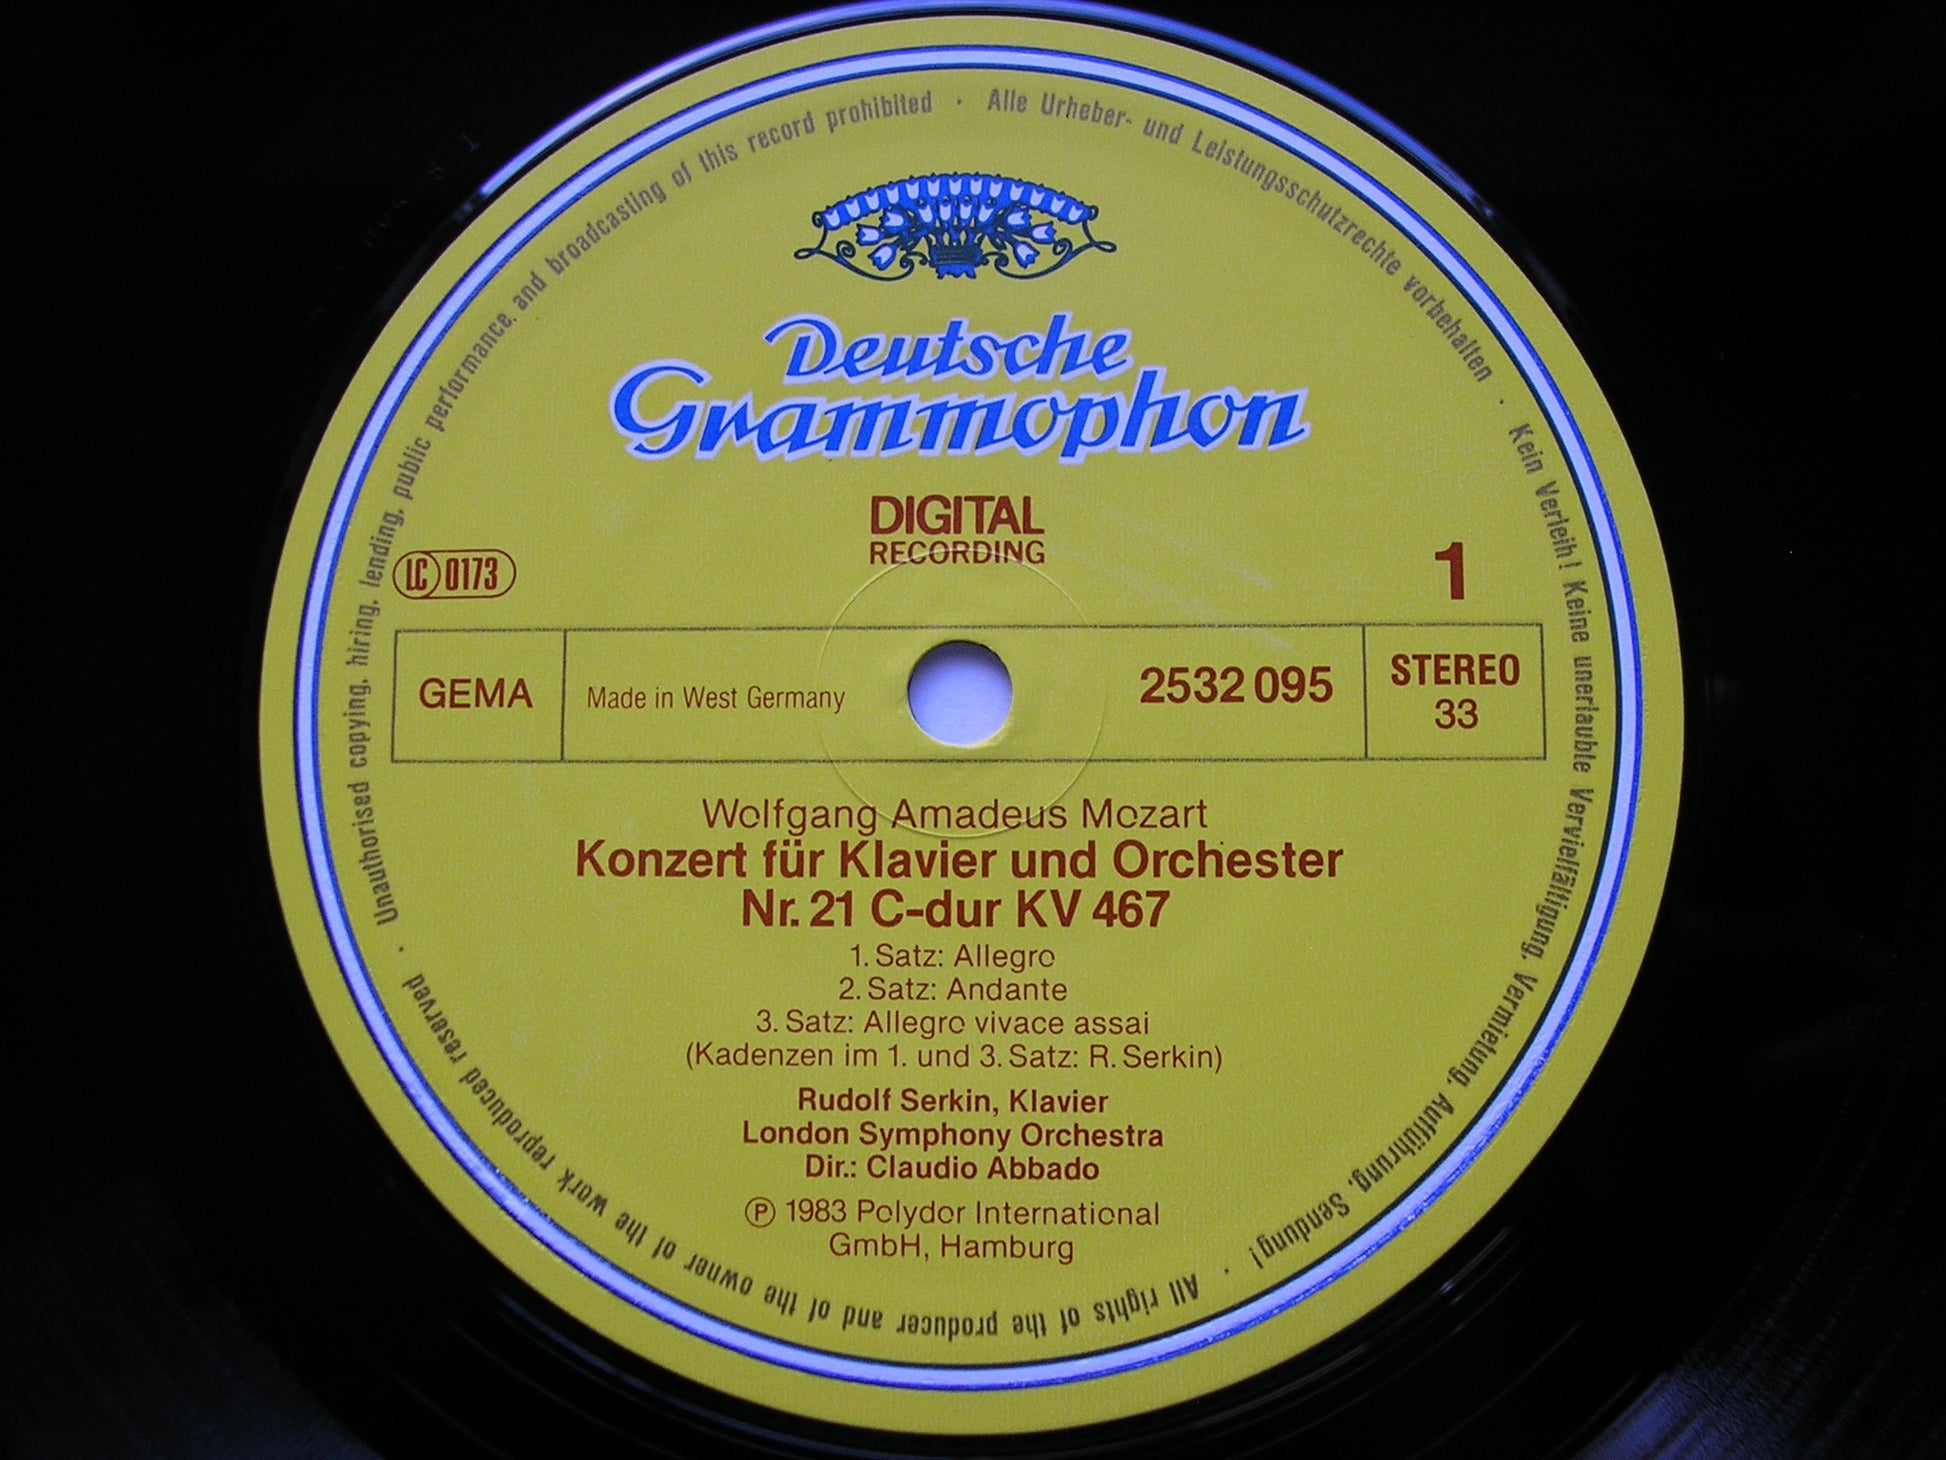 Deutsche
Grammophon
DIGITAL
RECORDING
LC 0173
1
GEMA
Made in West Germany
2532 095
STEREO
33
Wolfgang Amadeus Mozart
Konzert für Klavier und Orchester
Nr. 21 C-dur KV 467
1. Satz: Allegro
2. Satz: Andante
3. Satz: Allegro vivace assai
(Kadenzen im 1. und 3. Satz: R. Serkin)
Rudolf Serkin, Klavier
London Symphony Orchestra
Dir.: Claudio Abbado
℗ 1983 Polydor International
GmbH, Hamburg
Alle Urheber- und Leistungsschutzrechte vorbehalten · Kein Verleih! Keine unerlaubte Vervielfältigung, Vermietung, Aufführung, Sendung! · All rights of the producer and of the owner of the work reproduced reserved · Unauthorised copying, hiring, lending, public performance and broadcasting of this record prohibited ·